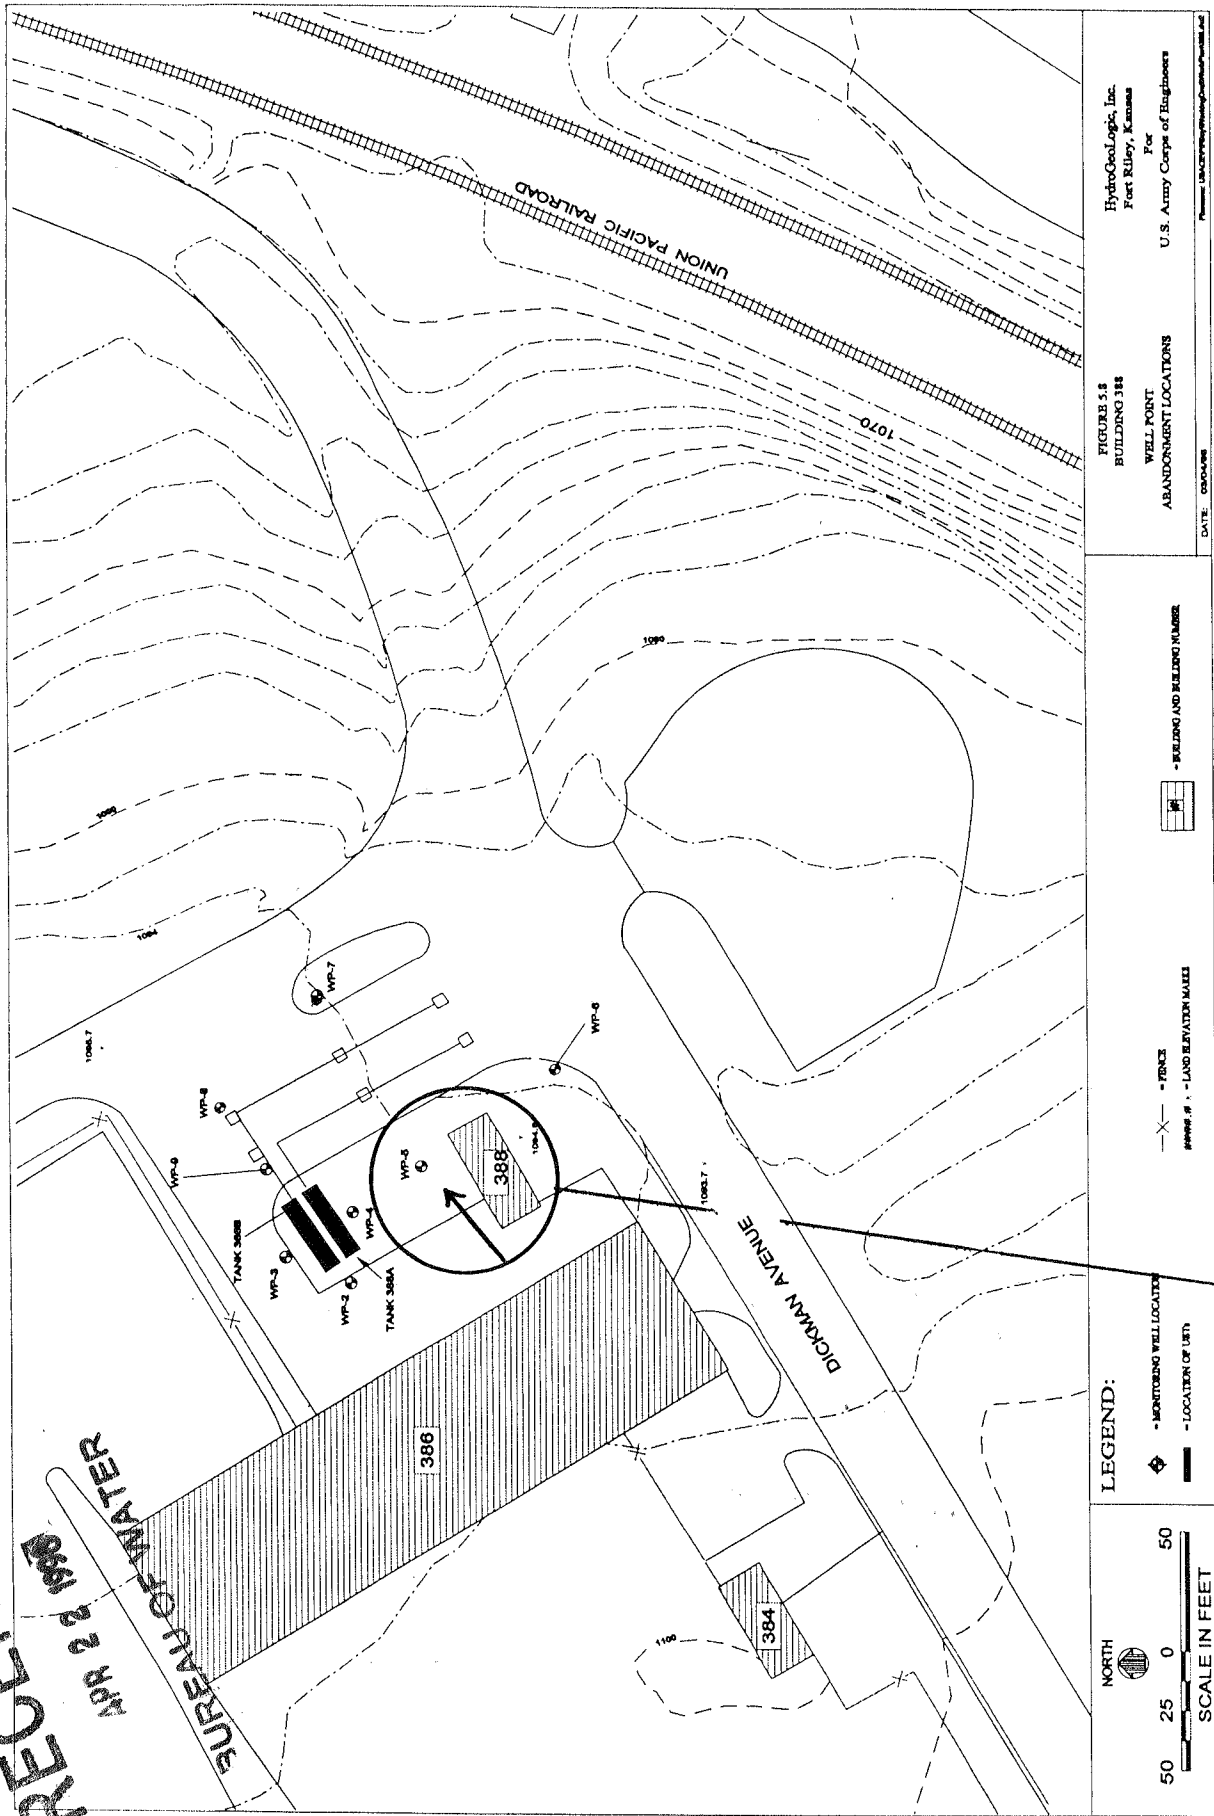 RECE
APR 22 1998
BUREAU OF WATER
UNION PACIFIC RAILROAD
1070
1080
1090
1094
WP-7
WP-8
WP-6
WP-9
WP-5
WP-4
WP-3
WP-2
TANK 388B
TANK 388A
388
1093.7
386
384
1100
DICKMAN AVENUE
NORTH
50 25 0 50
SCALE IN FEET
LEGEND:
- MONITORING WELL LOCATION
- LOCATION OF USTs
- FENCE
- LAND ELEVATION MARKS
- BUILDING AND BUILDING NUMBER
FIGURE 5.8
BUILDING 388
WELL POINT
ABANDONMENT LOCATIONS
HydroGeoLogic, Inc.
Fort Riley, Kansas
For
U.S. Army Corps of Engineers
DATE: